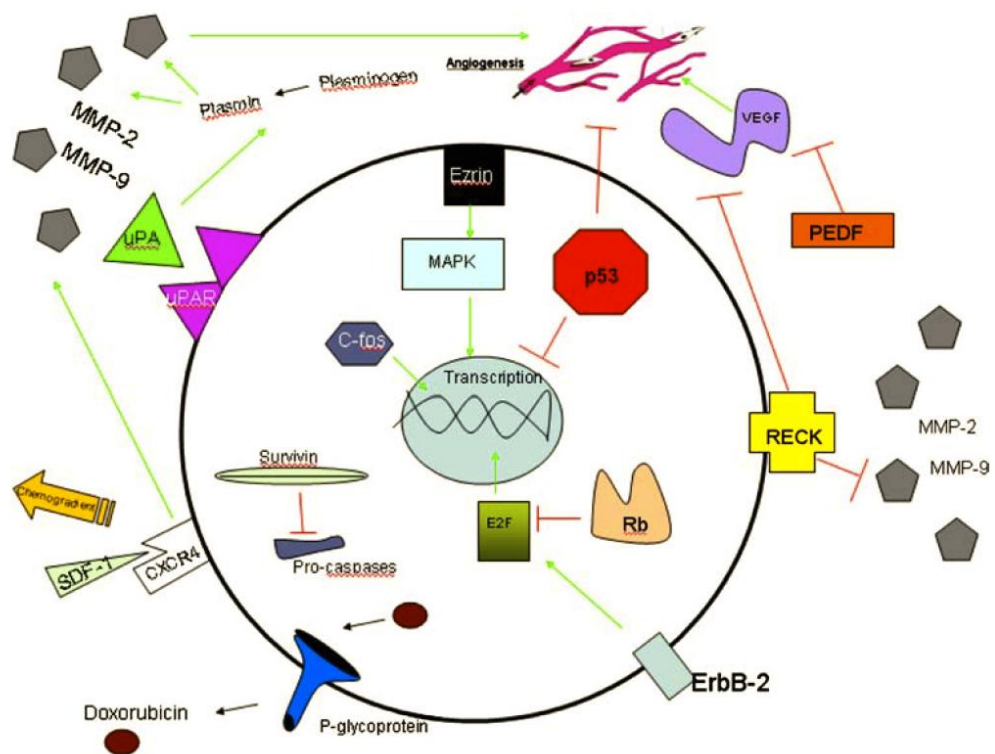 Angiogenesis
Plasminogen
Plasmin
MMP-2
MMP-9
VEGF
PEDF
Ezrin
MAPK
p53
uPA
uPAR
C-fos
Transcription
RECK
MMP-2
MMP-9
Survivin
Pro-caspases
E2F
Rb
Chemogradient
SDF-1
CXCR4
ErbB-2
Doxorubicin
P-glycoprotein